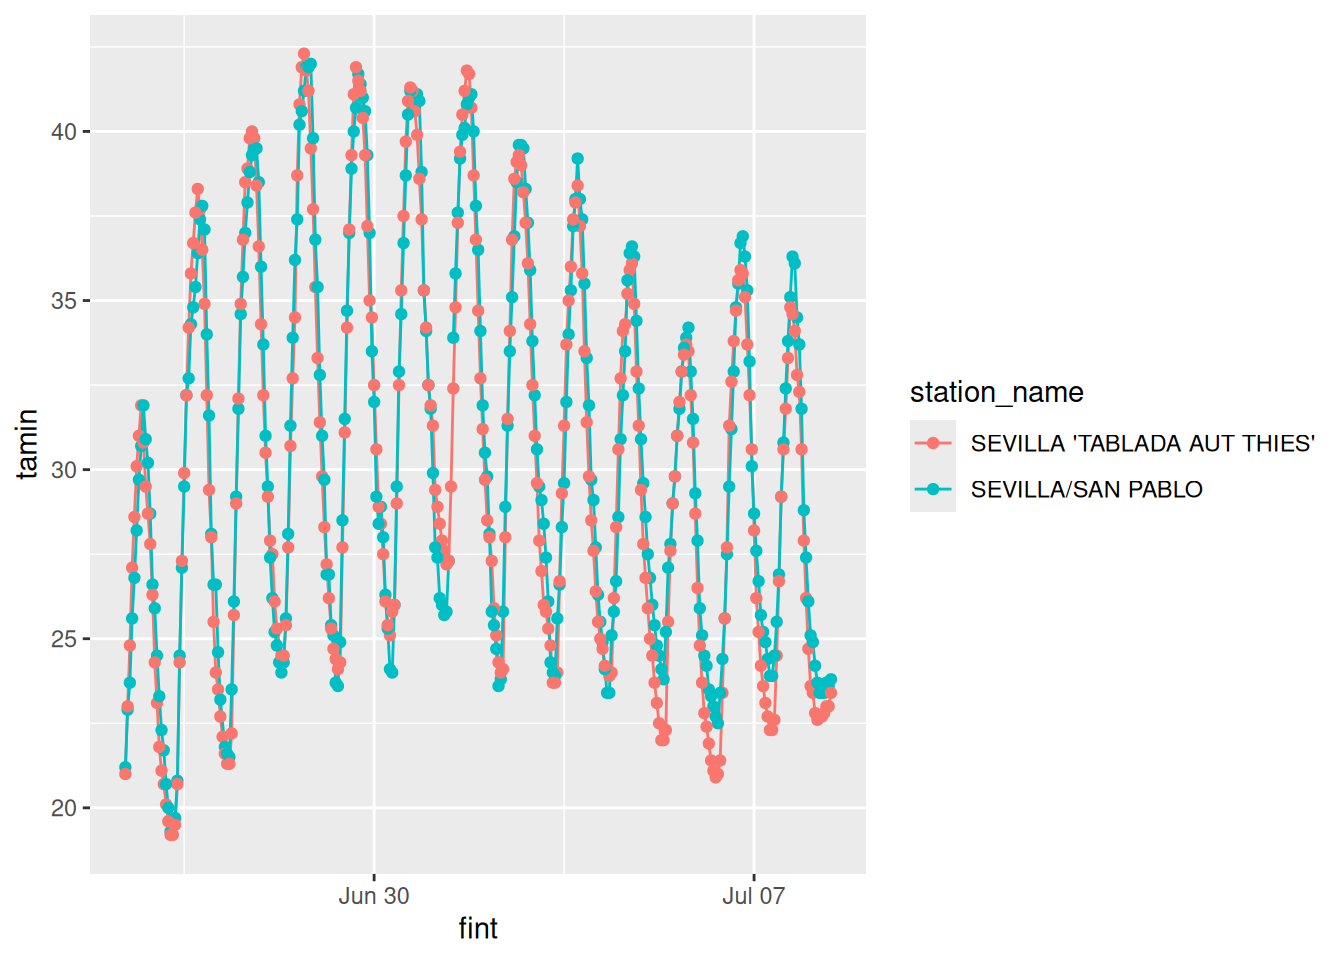 40
35
30
25
20
tamin
Jun 30
Jul 07
fint
station_name
SEVILLA 'TABLADA AUT THIES'
SEVILLA/SAN PABLO